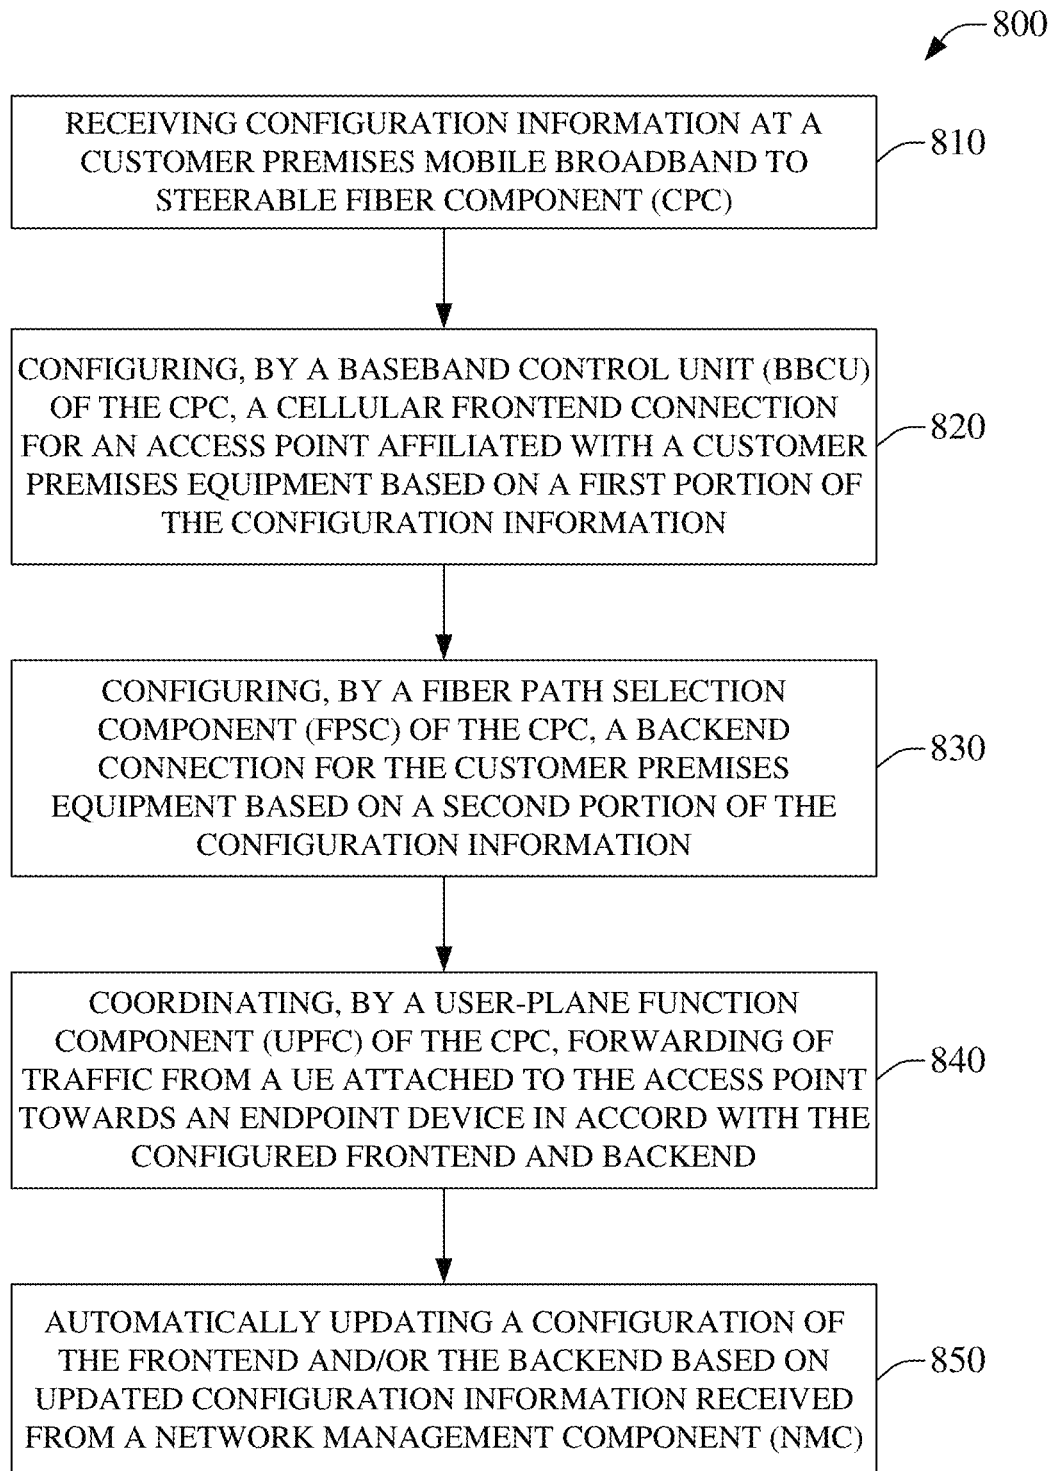 800
RECEIVING CONFIGURATION INFORMATION AT A
CUSTOMER PREMISES MOBILE BROADBAND TO
STEERABLE FIBER COMPONENT (CPC)
810
CONFIGURING, BY A BASEBAND CONTROL UNIT (BBCU)
OF THE CPC, A CELLULAR FRONTEND CONNECTION
FOR AN ACCESS POINT AFFILIATED WITH A CUSTOMER
PREMISES EQUIPMENT BASED ON A FIRST PORTION OF
THE CONFIGURATION INFORMATION
820
CONFIGURING, BY A FIBER PATH SELECTION
COMPONENT (FPSC) OF THE CPC, A BACKEND
CONNECTION FOR THE CUSTOMER PREMISES
EQUIPMENT BASED ON A SECOND PORTION OF THE
CONFIGURATION INFORMATION
830
COORDINATING, BY A USER-PLANE FUNCTION
COMPONENT (UPFC) OF THE CPC, FORWARDING OF
TRAFFIC FROM A UE ATTACHED TO THE ACCESS POINT
TOWARDS AN ENDPOINT DEVICE IN ACCORD WITH THE
CONFIGURED FRONTEND AND BACKEND
840
AUTOMATICALLY UPDATING A CONFIGURATION OF
THE FRONTEND AND/OR THE BACKEND BASED ON
UPDATED CONFIGURATION INFORMATION RECEIVED
FROM A NETWORK MANAGEMENT COMPONENT (NMC)
850